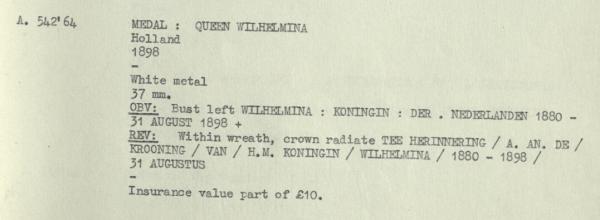 A. 542'64
MEDAL : QUEEN WILHELMINA
Holland
1898
-
White metal
37 mm.
OBV: Bust left WILHELMINA : KONINGIN : DER . NEDERLANDEN 1880 -
31 AUGUST 1898 +
REV: Within wreath, crown radiate TEE HERINNERING / A. AN. DE /
KROONING / VAN / H.M. KONINGIN / WILHELMINA / 1880 - 1898 /
31 AUGUSTUS
-
Insurance value part of £10.